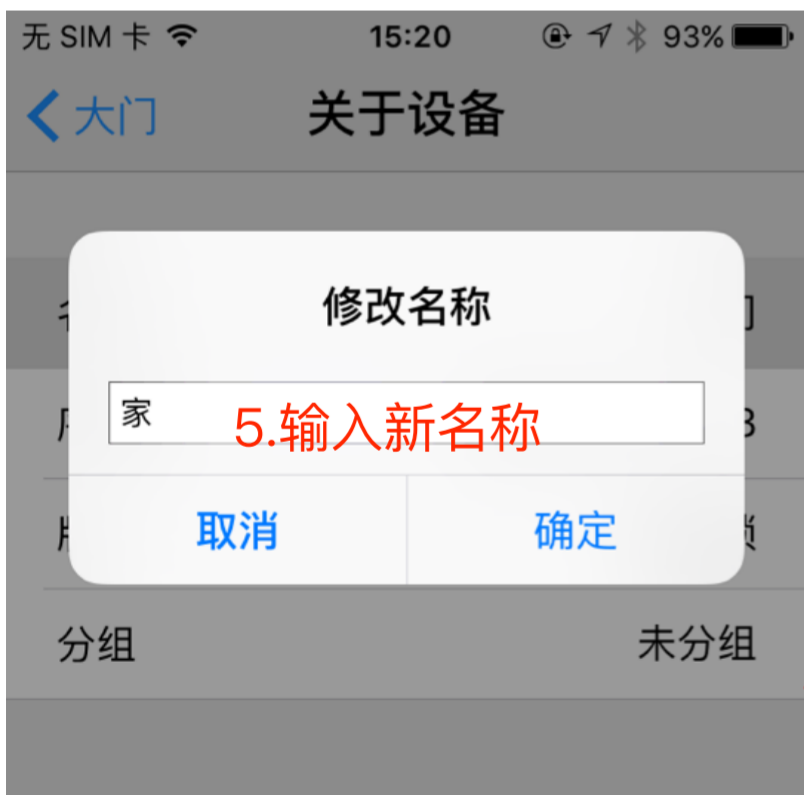 无 SIM 卡 15:20 93%
大门 关于设备
修改名称
家 5.输入新名称
取消 确定
分组 未分组